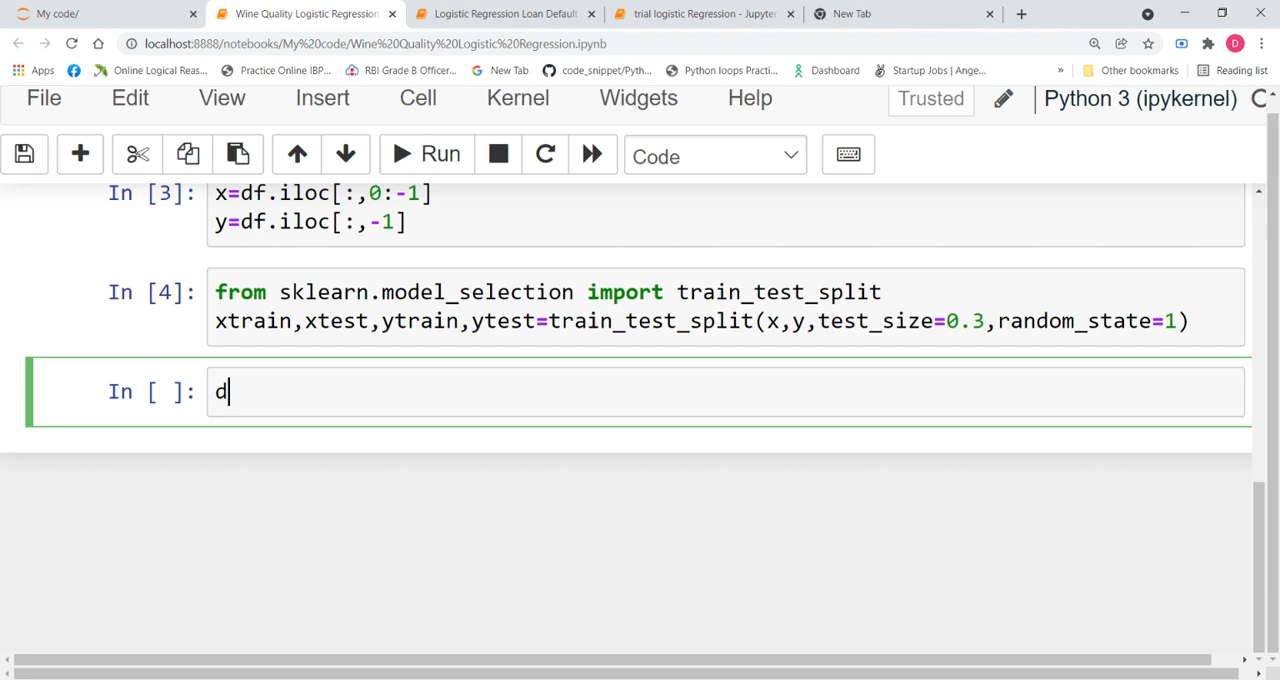 My code/
Wine Quality Logistic Regression
Logistic Regression Loan Default
trial logistic Regression - Jupyter
New Tab
localhost:8888/notebooks/My%20code/Wine%20Quality%20Logistic%20Regression.ipynb
Apps
Online Logical Reas...
Practice Online IBP...
RBI Grade B Officer...
New Tab
code_snippet/Pyth...
Python loops Practi...
Dashboard
Startup Jobs | Ange...
»
Other bookmarks
Reading list
File
Edit
View
Insert
Cell
Kernel
Widgets
Help
Trusted
Python 3 (ipykernel)
Run
Code
In [3]:
x=df.iloc[:,0:-1]
y=df.iloc[:,-1]
In [4]:
from sklearn.model_selection import train_test_split
xtrain,xtest,ytrain,ytest=train_test_split(x,y,test_size=0.3,random_state=1)
In [ ]:
d